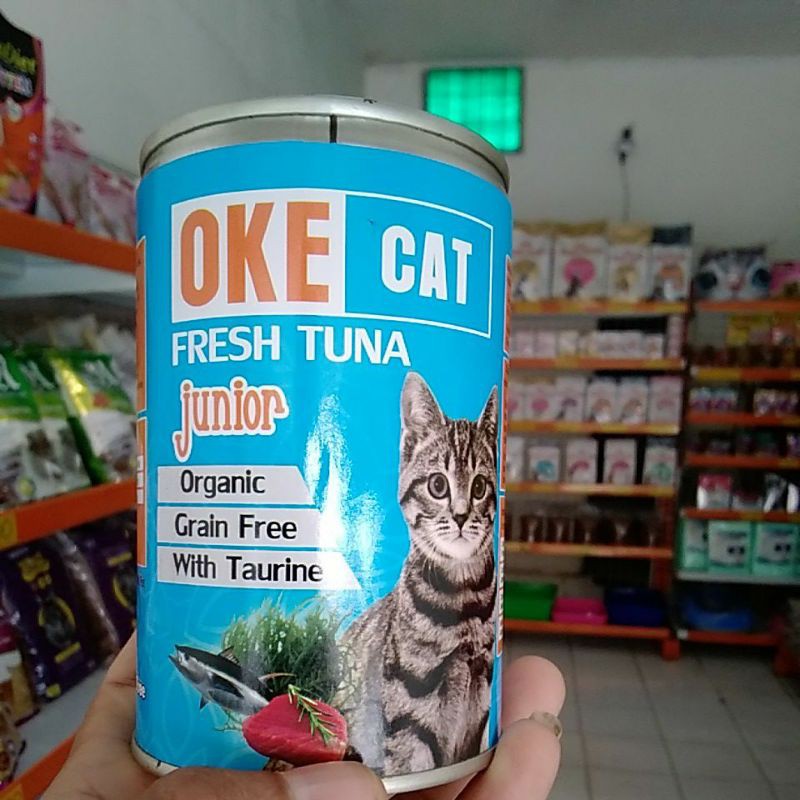 OKE CAT
FRESH TUNA
junior
Organic
Grain Free
With Taurine